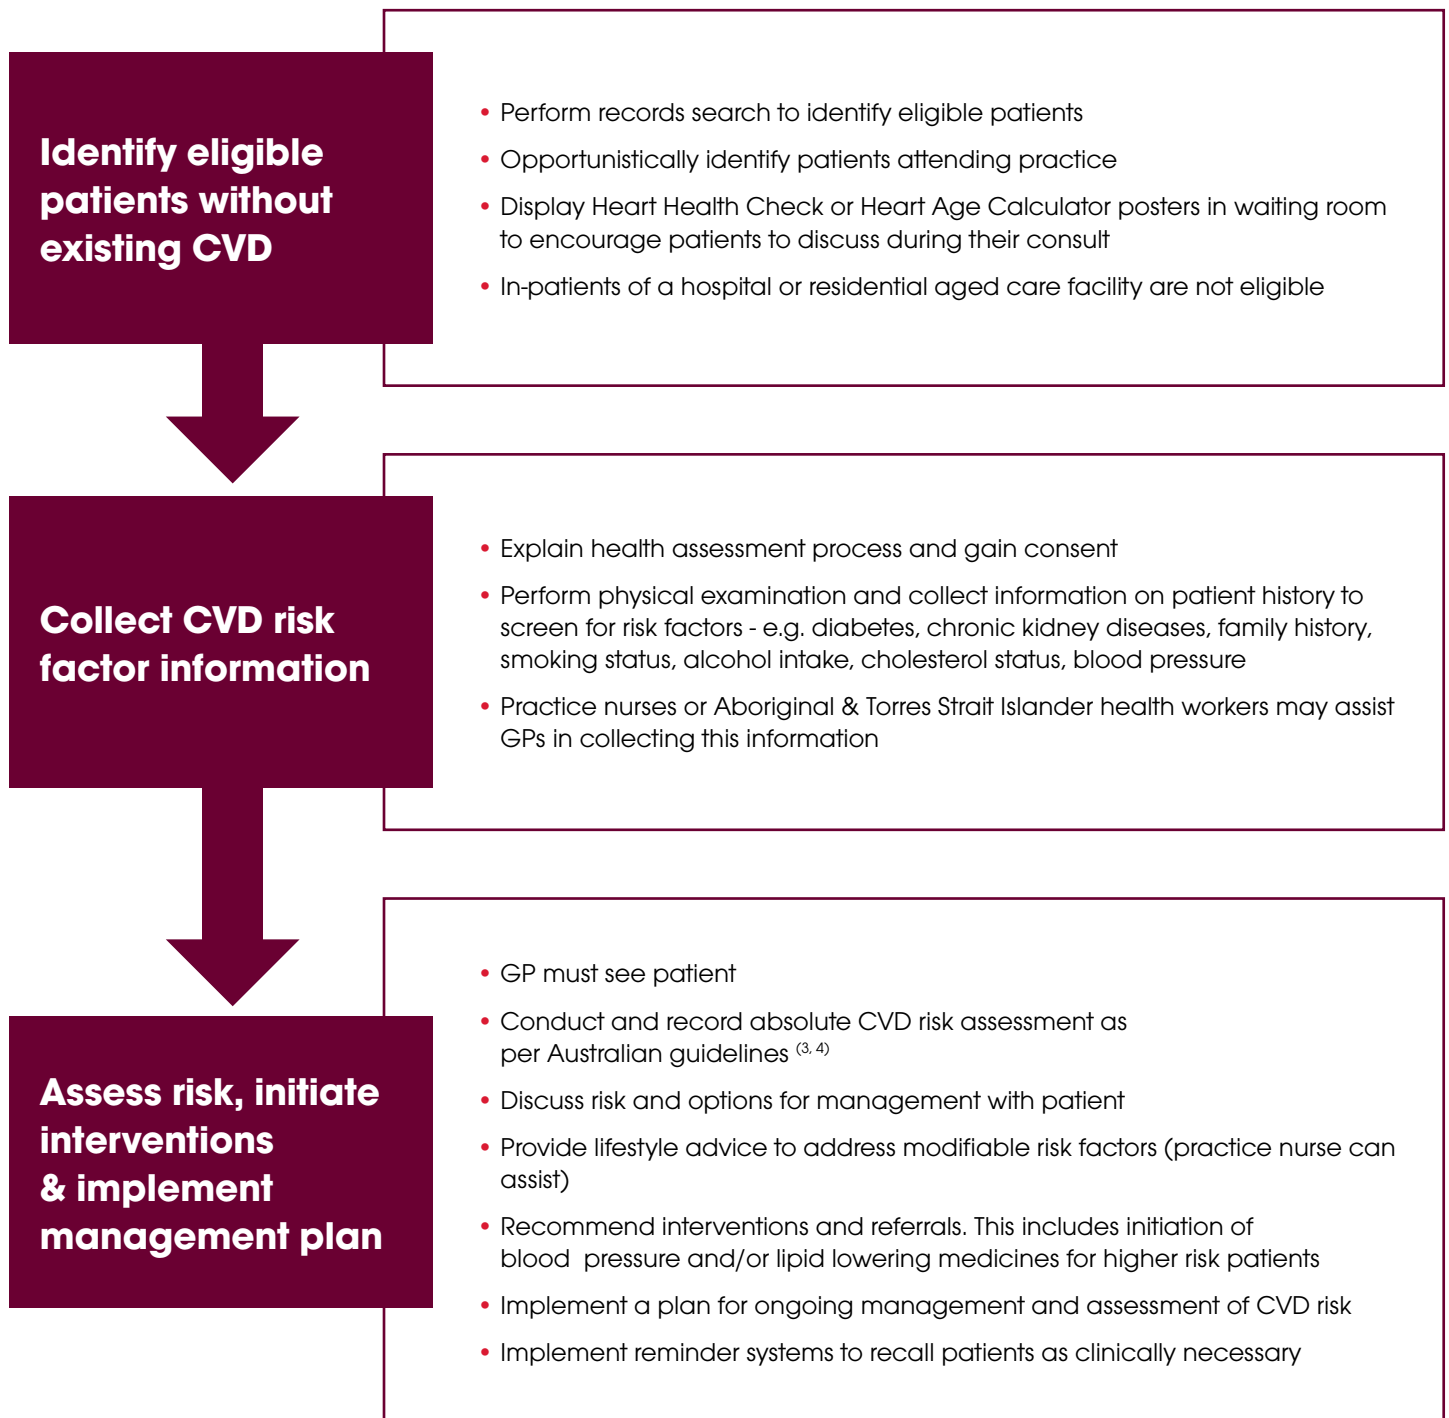 Identify eligible
patients without
existing CVD
• Perform records search to identify eligible patients
• Opportunistically identify patients attending practice
• Display Heart Health Check or Heart Age Calculator posters in waiting room
to encourage patients to discuss during their consult
• In-patients of a hospital or residential aged care facility are not eligible
Collect CVD risk
factor information
• Explain health assessment process and gain consent
• Perform physical examination and collect information on patient history to
screen for risk factors - e.g. diabetes, chronic kidney diseases, family history,
smoking status, alcohol intake, cholesterol status, blood pressure
• Practice nurses or Aboriginal & Torres Strait Islander health workers may assist
GPs in collecting this information
Assess risk, initiate
interventions
& implement
management plan
• GP must see patient
• Conduct and record absolute CVD risk assessment as
per Australian guidelines (3, 4)
• Discuss risk and options for management with patient
• Provide lifestyle advice to address modifiable risk factors (practice nurse can
assist)
• Recommend interventions and referrals. This includes initiation of
blood  pressure and/or lipid lowering medicines for higher risk patients
• Implement a plan for ongoing management and assessment of CVD risk
• Implement reminder systems to recall patients as clinically necessary